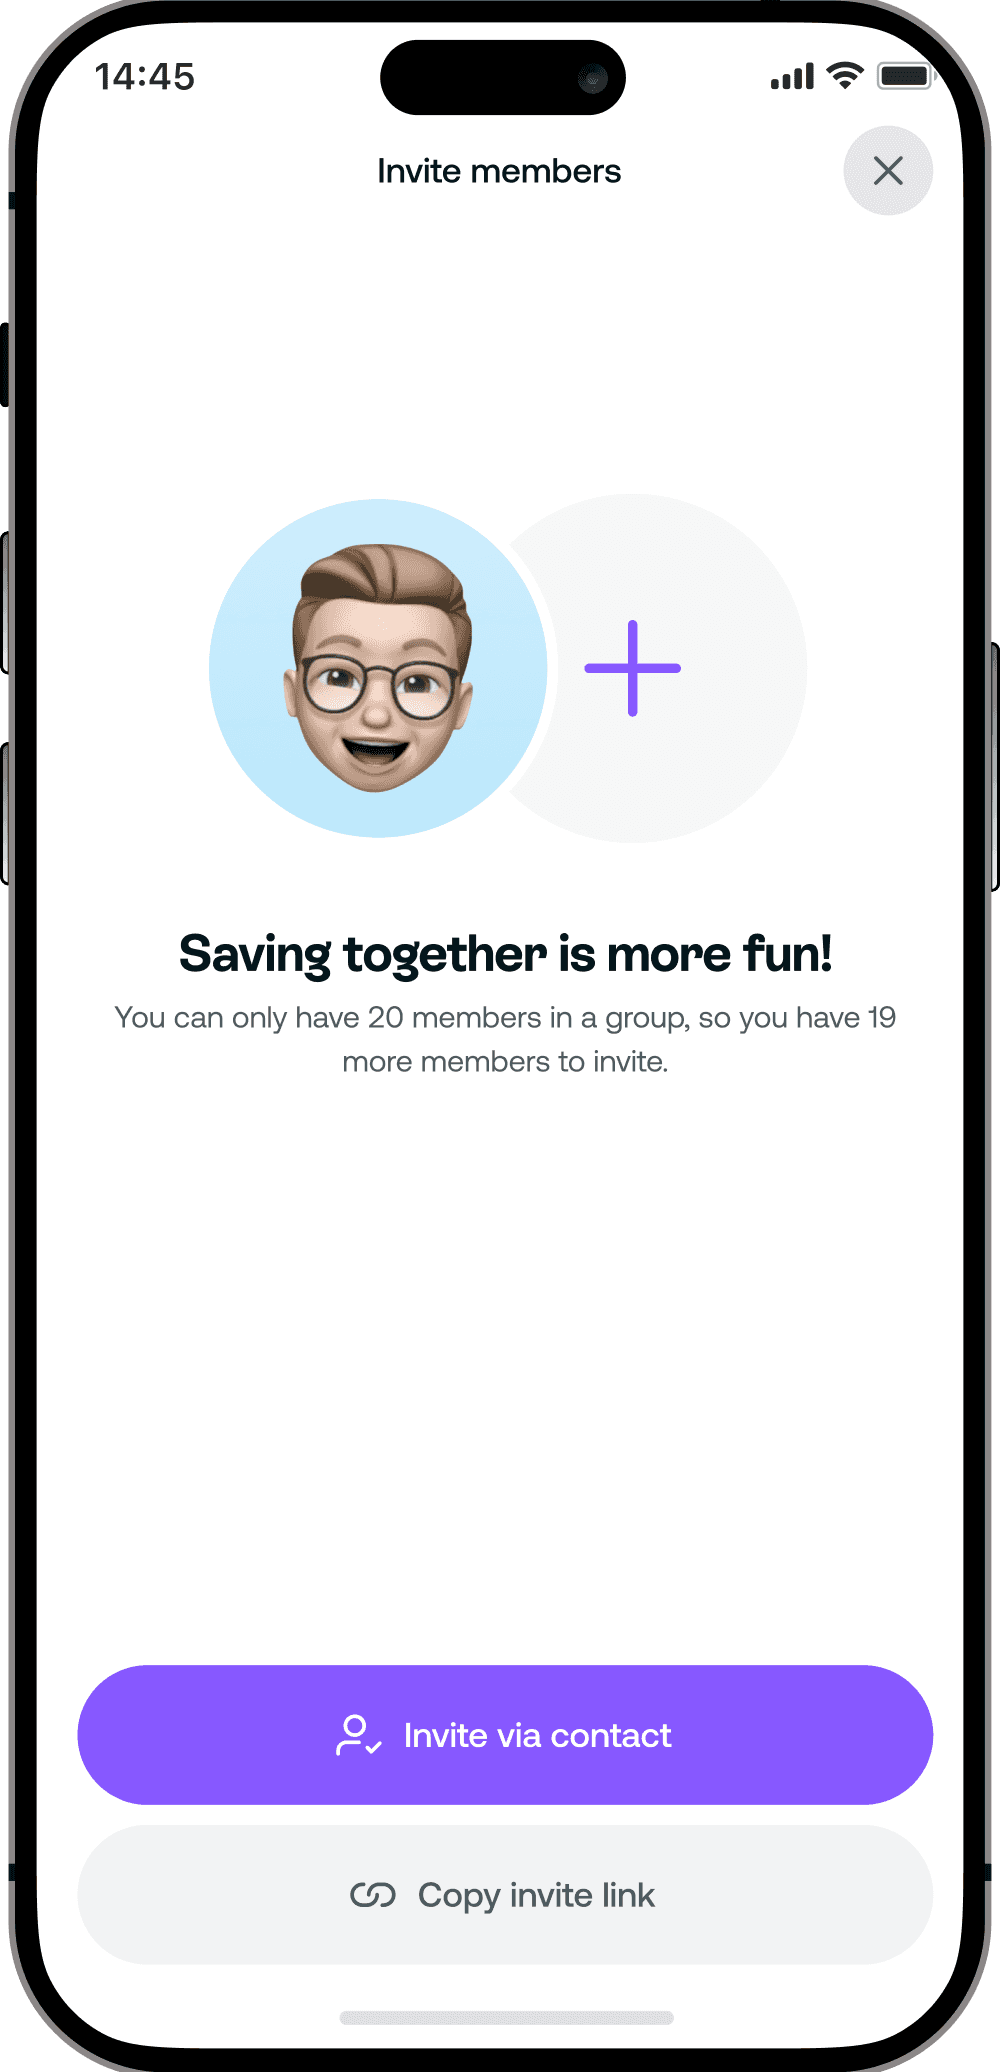 14:45
Invite members
Saving together is more fun!
You can only have 20 members in a group, so you have 19
more members to invite.
Invite via contact
Copy invite link